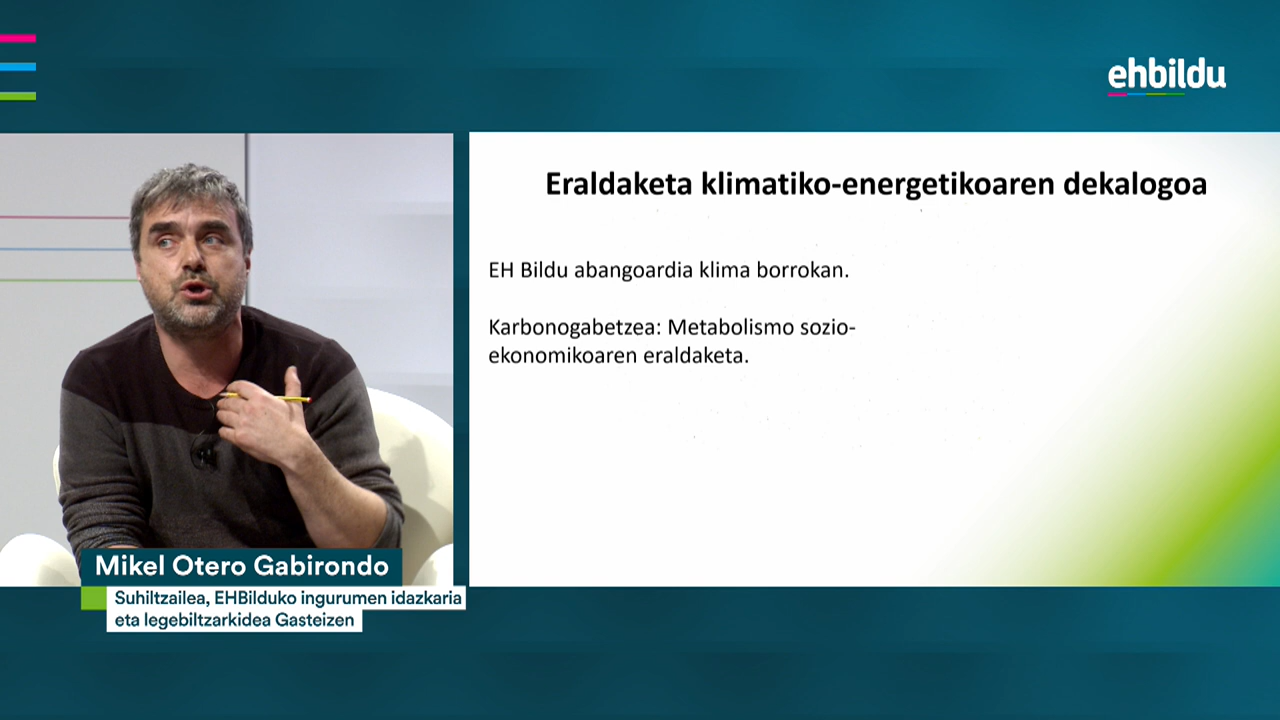 ehbildu
Eraldaketa klimatiko-energetikoaren dekalogoa
EH Bildu abangoardia klima borrokan.
Karbonogabetzea: Metabolismo sozio-
ekonomikoaren eraldaketa.
Mikel Otero Gabirondo
Suhiltzailea, EHBilduko ingurumen idazkaria
eta legebiltzarkidea Gasteizen